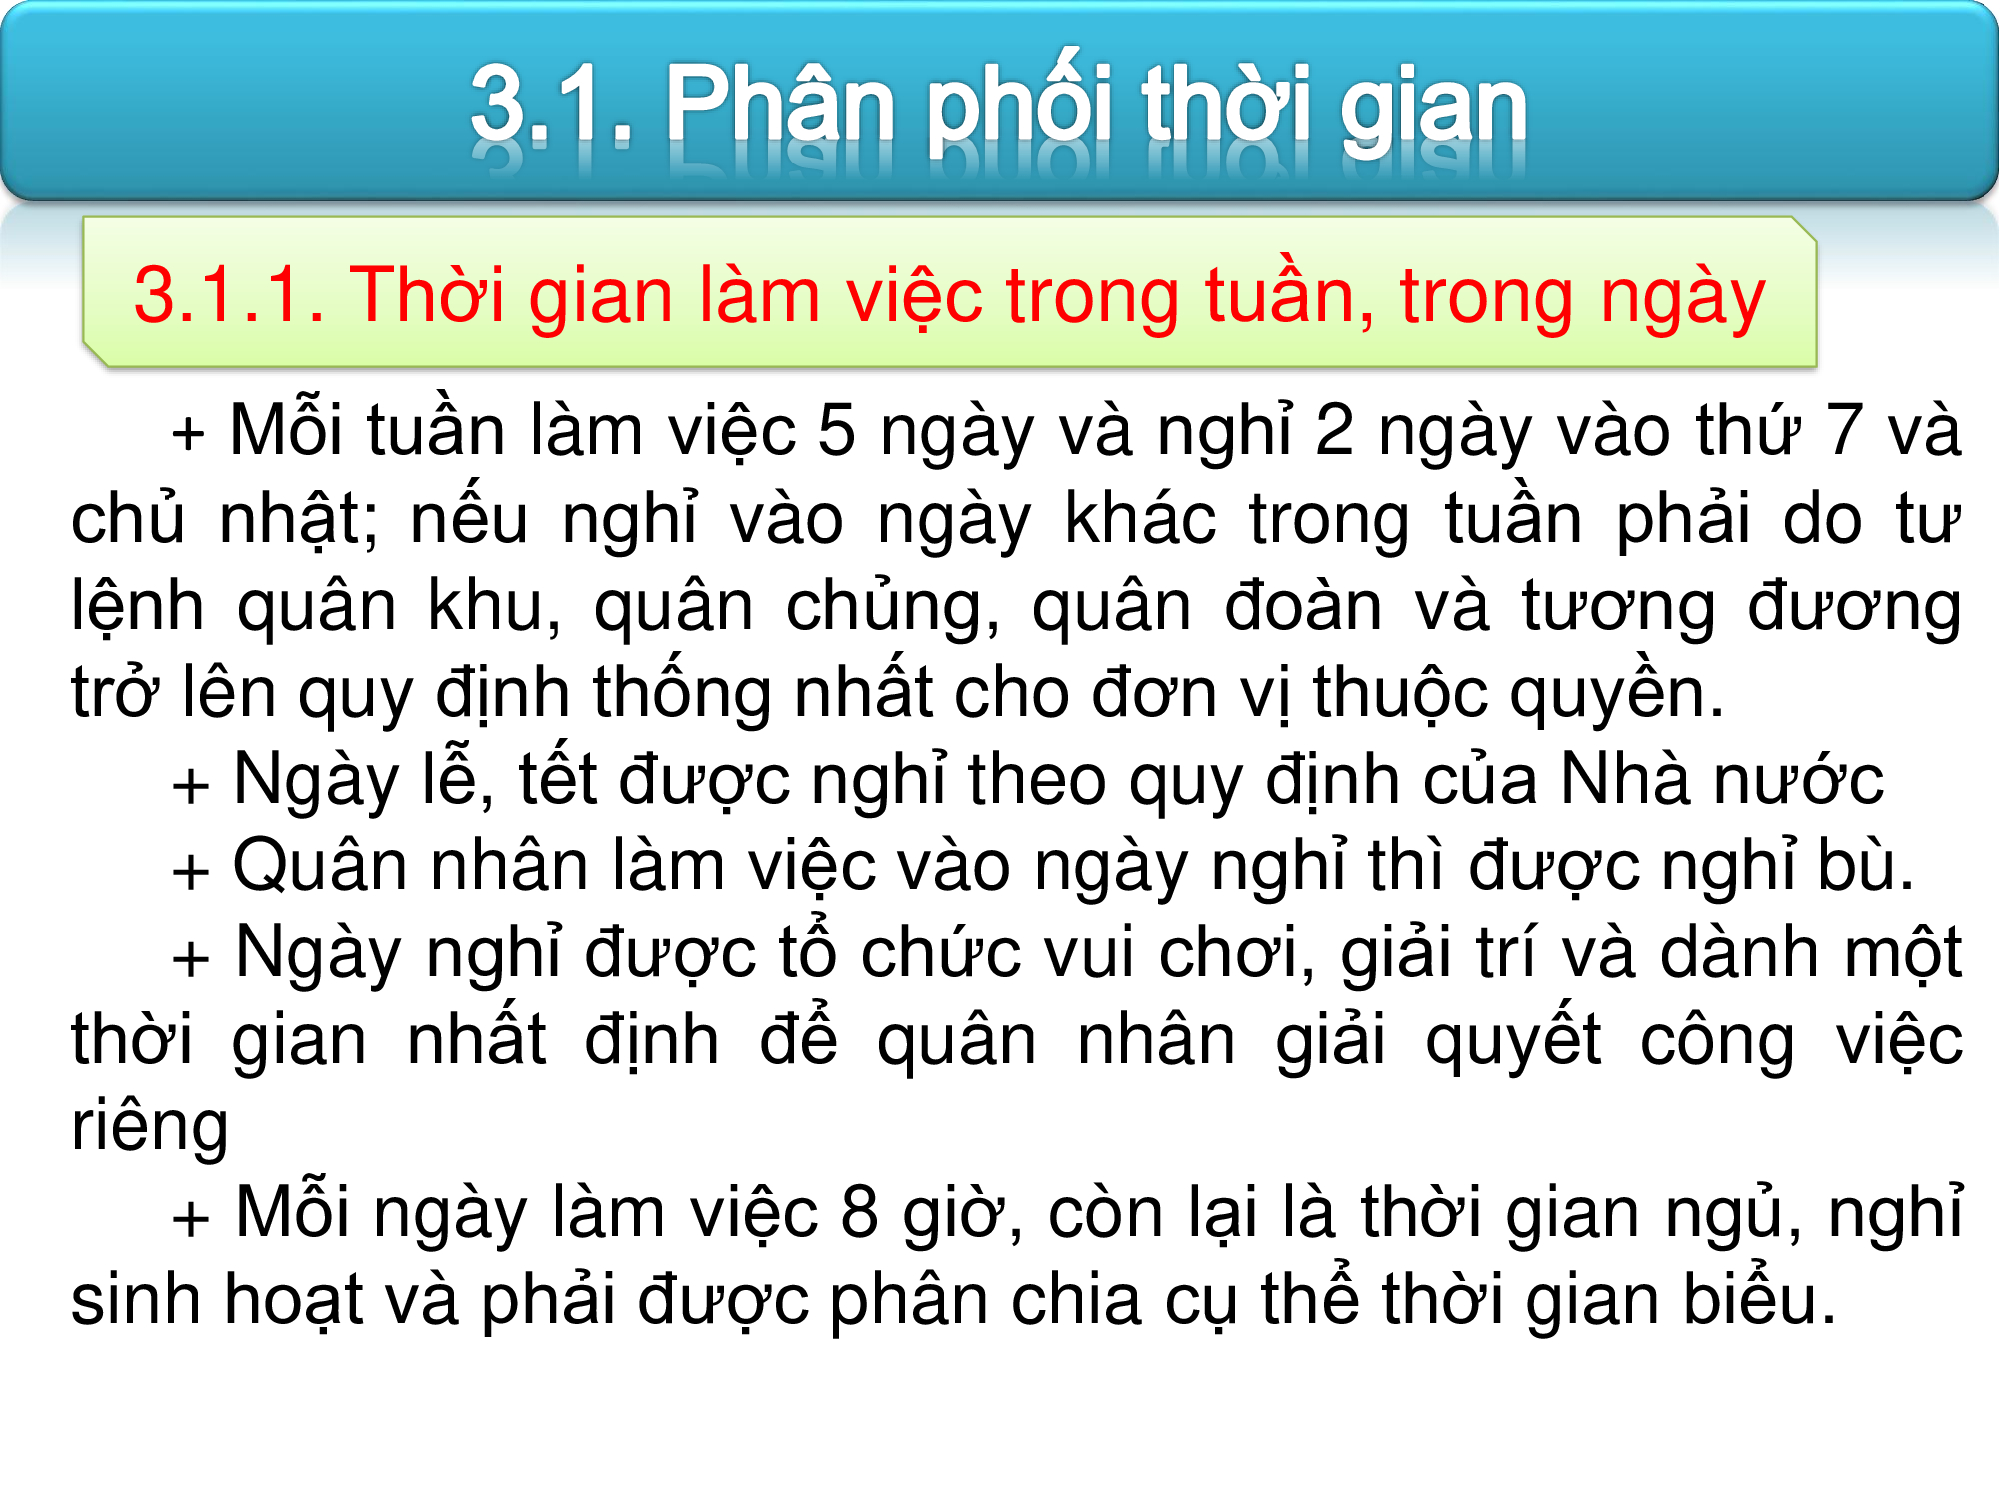 3.1. Phân phối thời gian
3.1.1. Thời gian làm việc trong tuần, trong ngày
+ Mỗi tuần làm việc 5 ngày và nghỉ 2 ngày vào thứ 7 và
chủ nhật; nếu nghỉ vào ngày khác trong tuần phải do tư
lệnh quân khu, quân chủng, quân đoàn và tương đương
trở lên quy định thống nhất cho đơn vị thuộc quyền.
+ Ngày lễ, tết được nghỉ theo quy định của Nhà nước
+ Quân nhân làm việc vào ngày nghỉ thì được nghỉ bù.
+ Ngày nghỉ được tổ chức vui chơi, giải trí và dành một
thời gian nhất định để quân nhân giải quyết công việc
riêng
+ Mỗi ngày làm việc 8 giờ, còn lại là thời gian ngủ, nghỉ
sinh hoạt và phải được phân chia cụ thể thời gian biểu.